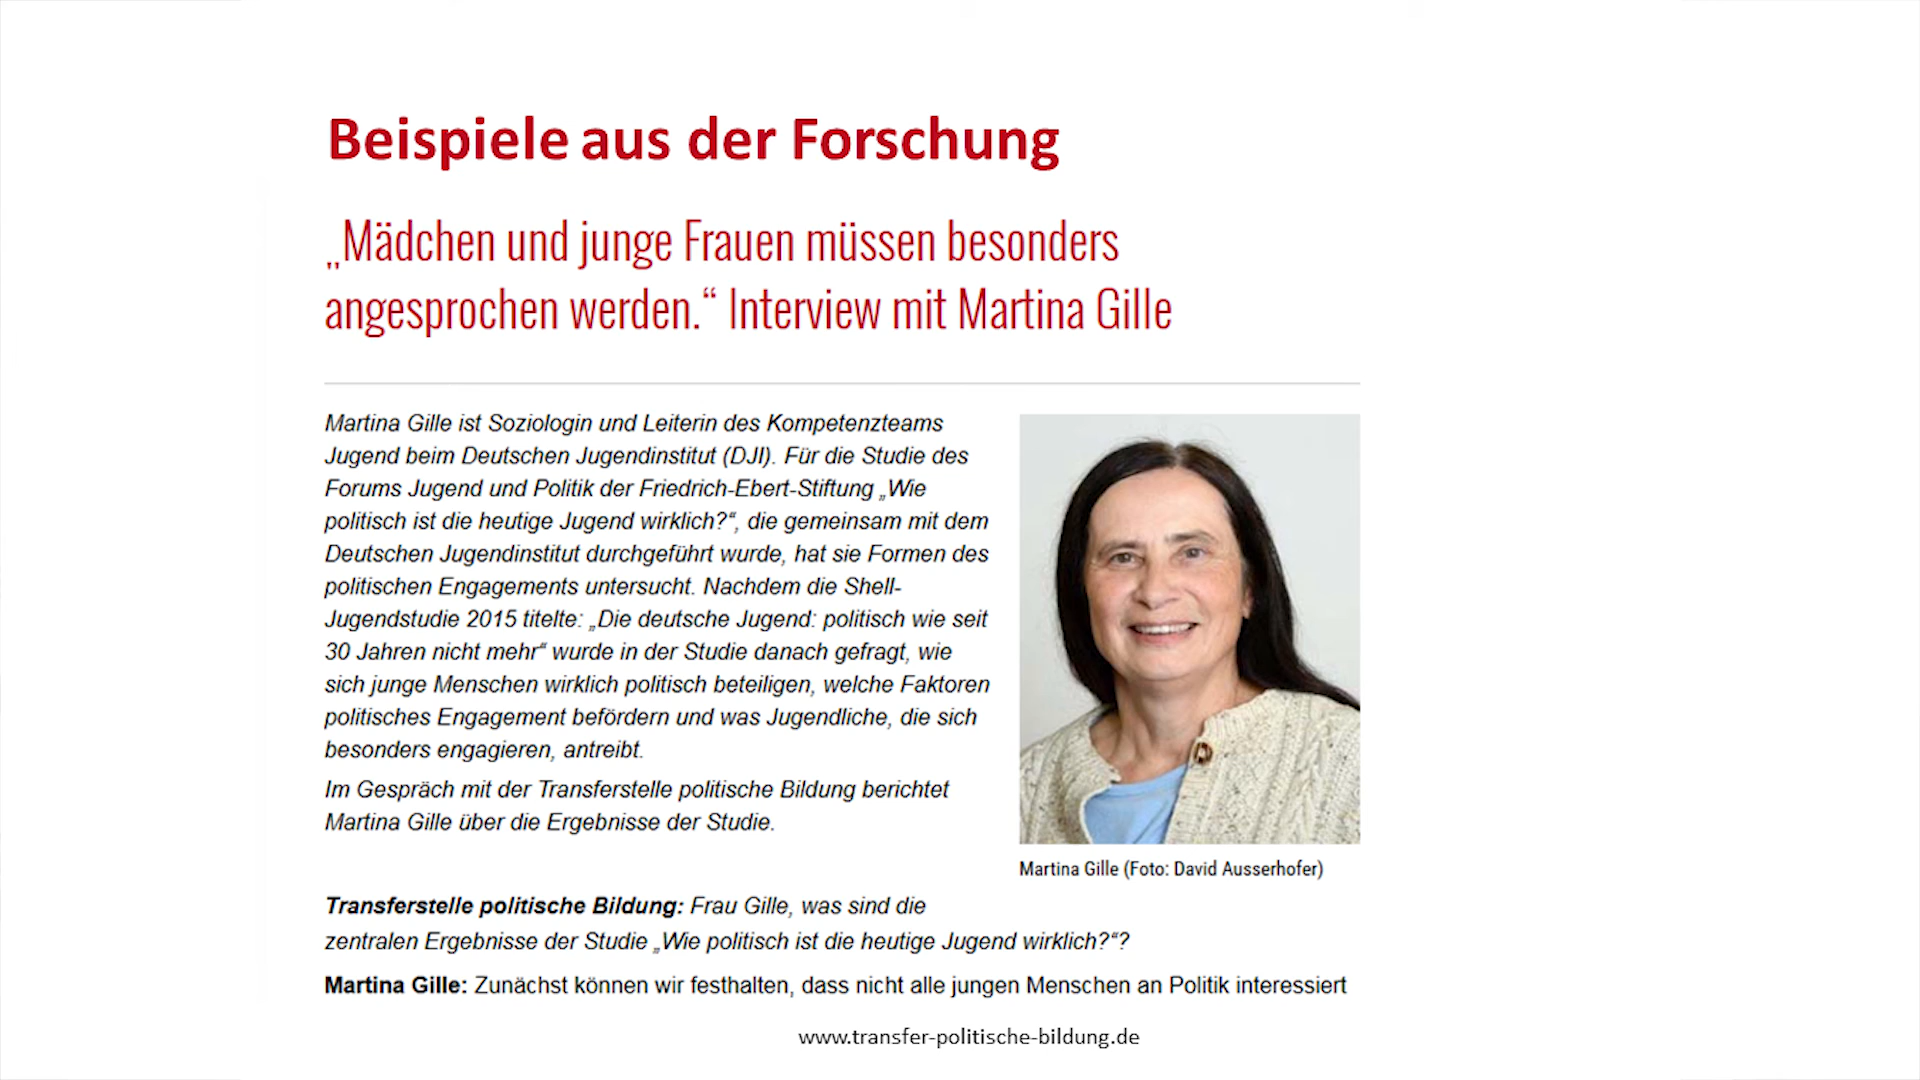 Beispiele aus der Forschung
„Mädchen und junge Frauen müssen besonders
angesprochen werden.“ Interview mit Martina Gille
Martina Gille ist Soziologin und Leiterin des Kompetenzteams
Jugend beim Deutschen Jugendinstitut (DJI). Für die Studie des
Forums Jugend und Politik der Friedrich-Ebert-Stiftung „Wie
politisch ist die heutige Jugend wirklich?“, die gemeinsam mit dem
Deutschen Jugendinstitut durchgeführt wurde, hat sie Formen des
politischen Engagements untersucht. Nachdem die Shell-
Jugendstudie 2015 titelte: „Die deutsche Jugend: politisch wie seit
30 Jahren nicht mehr“ wurde in der Studie danach gefragt, wie
sich junge Menschen wirklich politisch beteiligen, welche Faktoren
politisches Engagement befördern und was Jugendliche, die sich
besonders engagieren, antreibt.
Im Gespräch mit der Transferstelle politische Bildung berichtet
Martina Gille über die Ergebnisse der Studie.
Martina Gille (Foto: David Ausserhofer)
Transferstelle politische Bildung: Frau Gille, was sind die
zentralen Ergebnisse der Studie „Wie politisch ist die heutige Jugend wirklich?“?
Martina Gille: Zunächst können wir festhalten, dass nicht alle jungen Menschen an Politik interessiert
www.transfer-politische-bildung.de